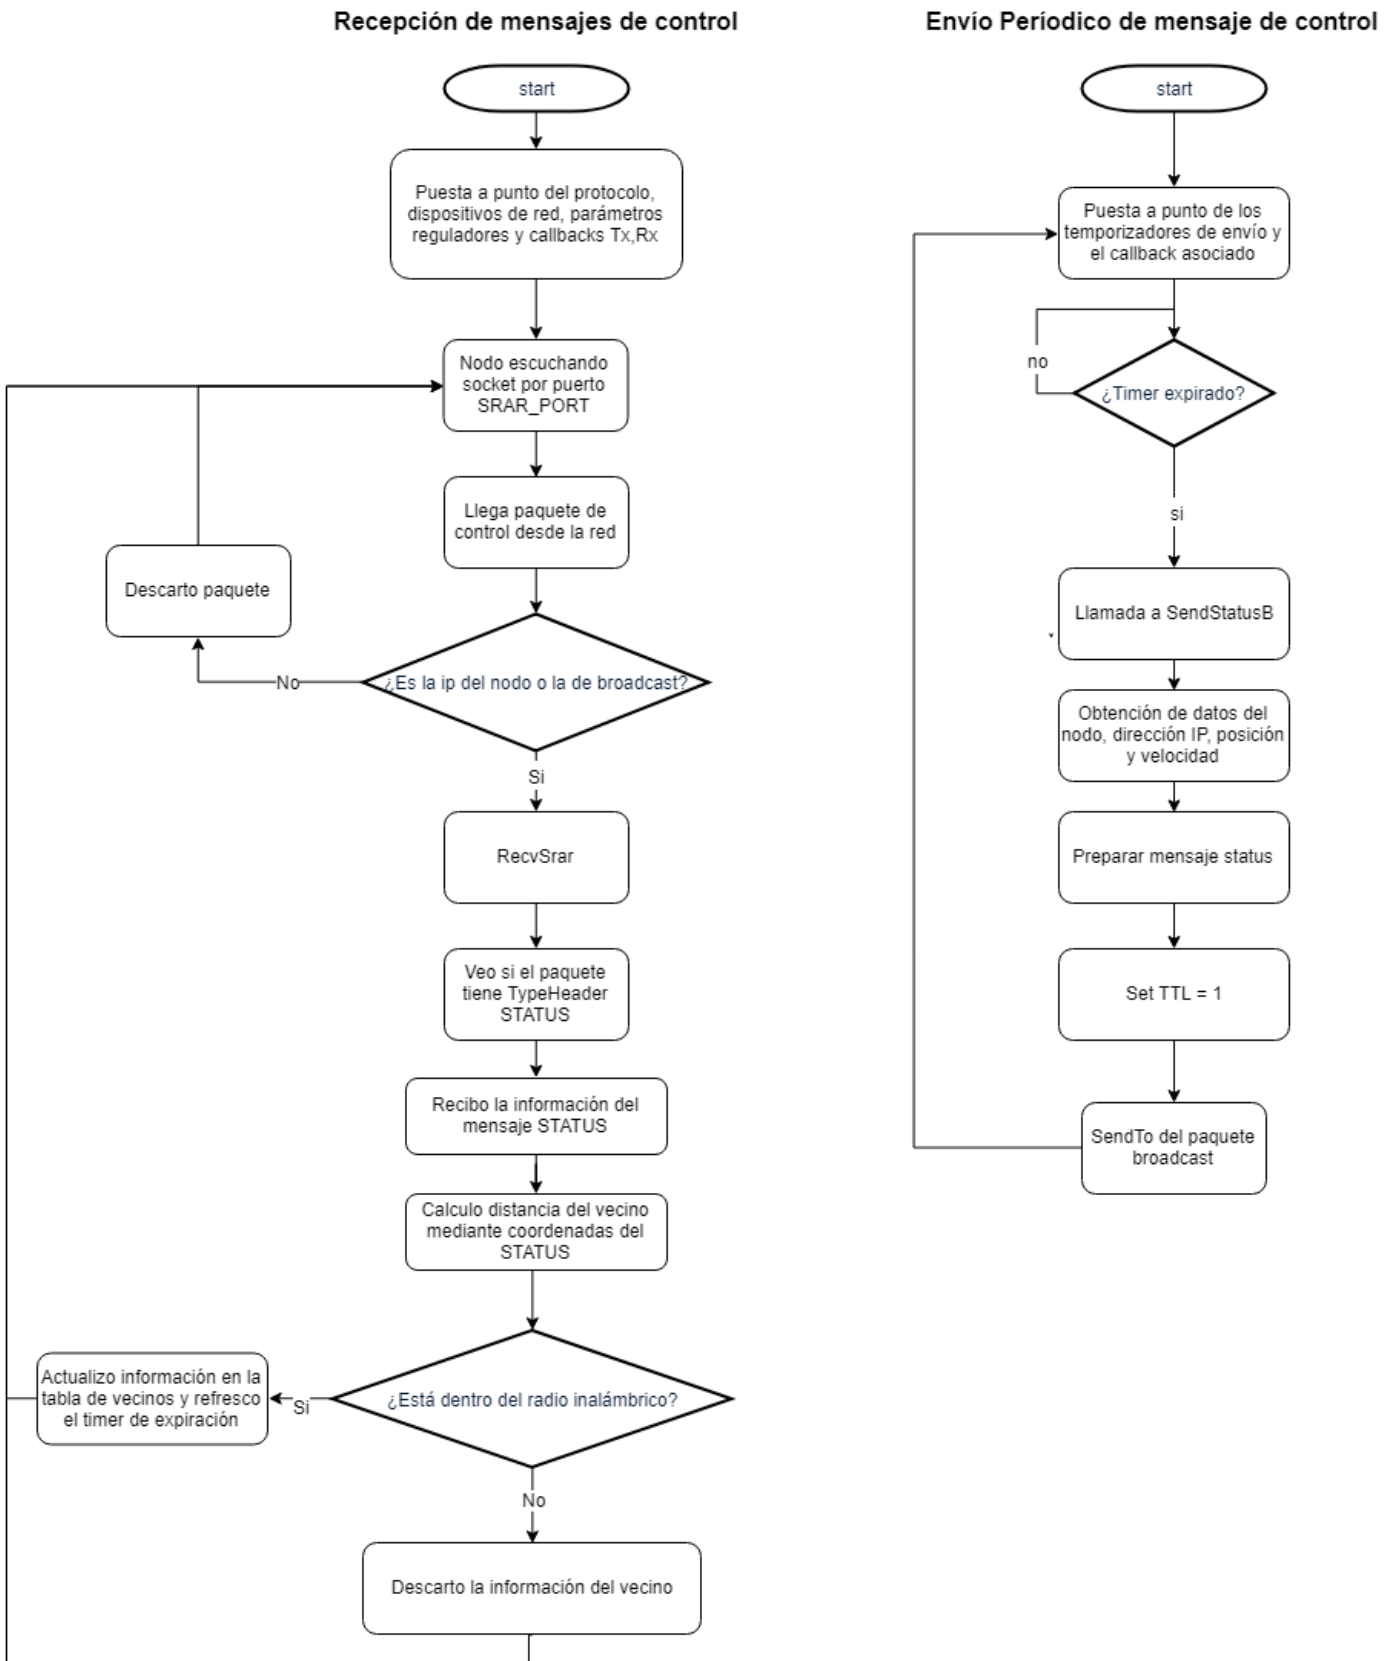 Recepción de mensajes de control
start
Puesta a punto del protocolo,
dispositivos de red, parámetros
reguladores y callbacks Tx,Rx
Nodo escuchando
socket por puerto
SRAR_PORT
Llega paquete de
control desde la red
Descarto paquete
¿Es la ip del nodo o la de broadcast?
No
Si
RecvSrar
Veo si el paquete
tiene TypeHeader
STATUS
Recibo la información del
mensaje STATUS
Calculo distancia del vecino
mediante coordenadas del
STATUS
¿Está dentro del radio inalámbrico?
Si
Actualizo información en la
tabla de vecinos y refresco
el timer de expiración
No
Descarto la información del vecino
Envío Períodico de mensaje de control
start
Puesta a punto de los
temporizadores de envío y
el callback asociado
no
¿Timer expirado?
si
Llamada a SendStatusB
Obtención de datos del
nodo, dirección IP, posición
y velocidad
Preparar mensaje status
Set TTL = 1
SendTo del paquete
broadcast